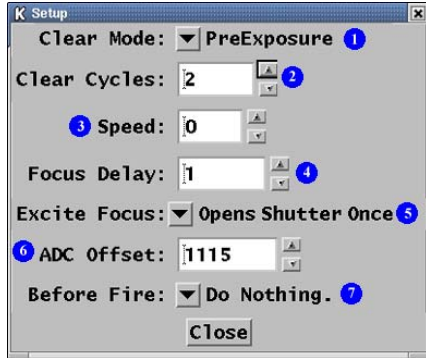 K Setup
Clear Mode: PreExposure 1
Clear Cycles: 2 2
3 Speed: 0
Focus Delay: 1 4
Excite Focus: Opens Shutter Once 5
6 ADC Offset: 1115
Before Fire: Do Nothing. 7
Close